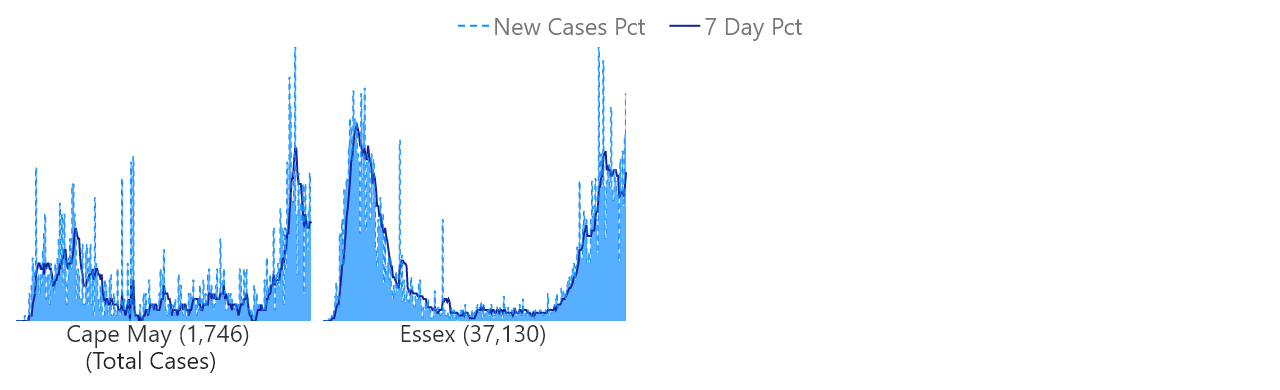 New Cases Pct 7 Day Pct
Cape May (1,746) Essex (37,130)
(Total Cases)